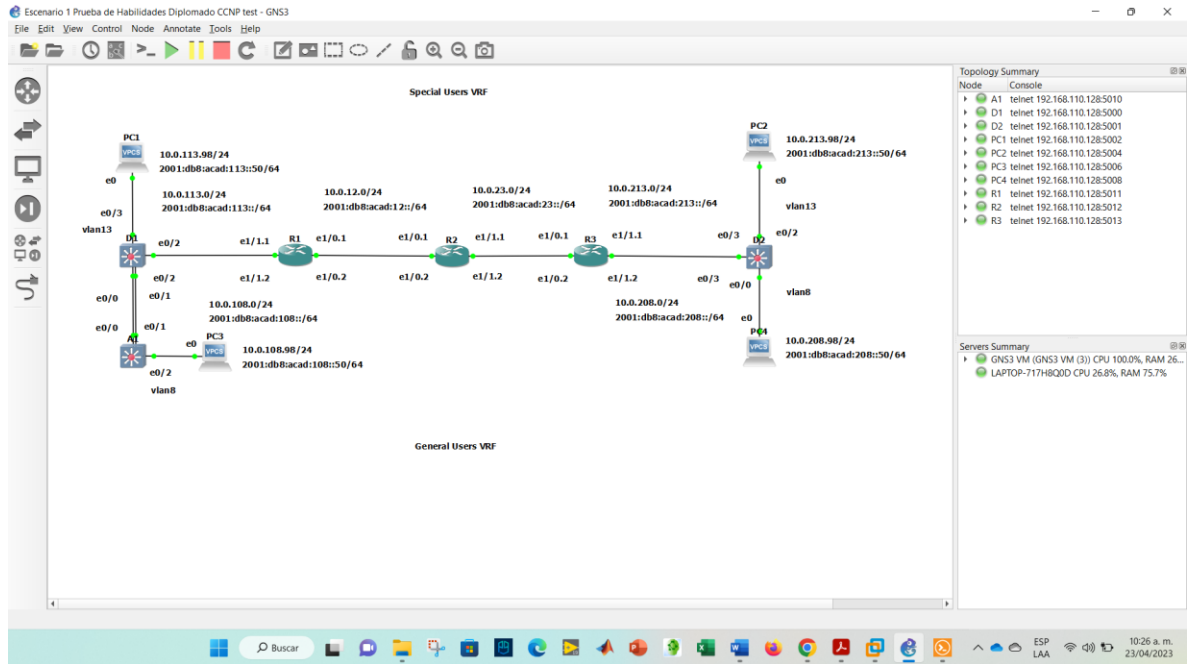 Escenario 1 Prueba de Habilidades Diplomado CCNP test - GNS3
File Edit View Control Node Annotate Tools Help
Special Users VRF
PC1
VPCS
10.0.113.98/24
2001:db8:acad:113::50/64
e0
10.0.113.0/24
2001:db8:acad:113::/64
10.0.12.0/24
2001:db8:acad:12::/64
10.0.23.0/24
2001:db8:acad:23::/64
10.0.213.0/24
2001:db8:acad:213::/64
PC2
VPCS
10.0.213.98/24
2001:db8:acad:213::50/64
e0
vlan13
e0/3
vlan13
D1
e0/2
e1/1.1
R1
e1/0.1
e1/0.1
R2
e1/1.1
e1/0.1
R3
e1/1.1
e0/3
D2
e0/2
e0/2
e1/1.2
e1/0.2
e1/0.2
e1/1.2
e1/0.2
e1/1.2
e0/3
e0/0
vlan8
e0/0
e0/1
10.0.108.0/24
2001:db8:acad:108::/64
10.0.208.0/24
2001:db8:acad:208::/64
e0
e0/0
e0/1
A1
e0
PC3
VPCS
10.0.108.98/24
2001:db8:acad:108::50/64
e0/2
vlan8
PC4
VPCS
10.0.208.98/24
2001:db8:acad:208::50/64
General Users VRF
Topology Summary
Node Console
A1 telnet 192.168.110.128:5010
D1 telnet 192.168.110.128:5000
D2 telnet 192.168.110.128:5001
PC1 telnet 192.168.110.128:5002
PC2 telnet 192.168.110.128:5004
PC3 telnet 192.168.110.128:5006
PC4 telnet 192.168.110.128:5008
R1 telnet 192.168.110.128:5011
R2 telnet 192.168.110.128:5012
R3 telnet 192.168.110.128:5013
Servers Summary
GNS3 VM (GNS3 VM (3)) CPU 100.0%, RAM 26...
LAPTOP-717H8Q0D CPU 26.8%, RAM 75.7%
Buscar
ESP
LAA
10:26 a. m.
23/04/2023